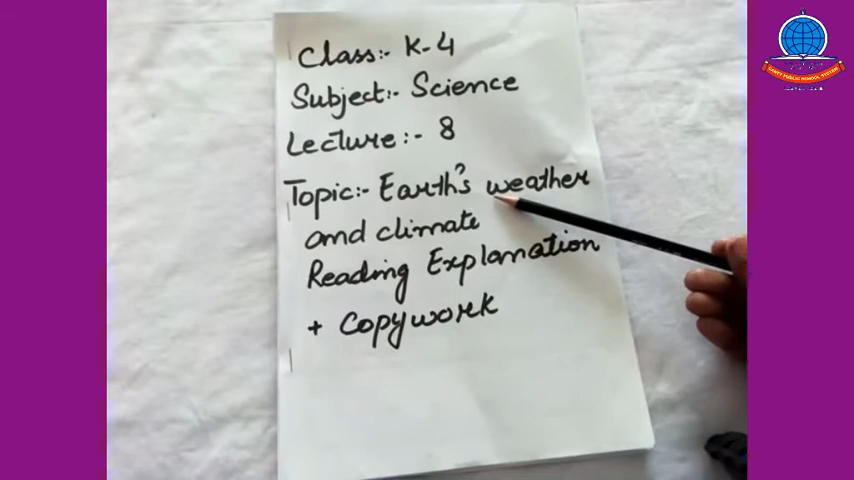 Class:- K-4
Subject:- Science
Lecture:- 8
Topic:- Earth's weather
and climate
Reading Explanation
+ Copywork